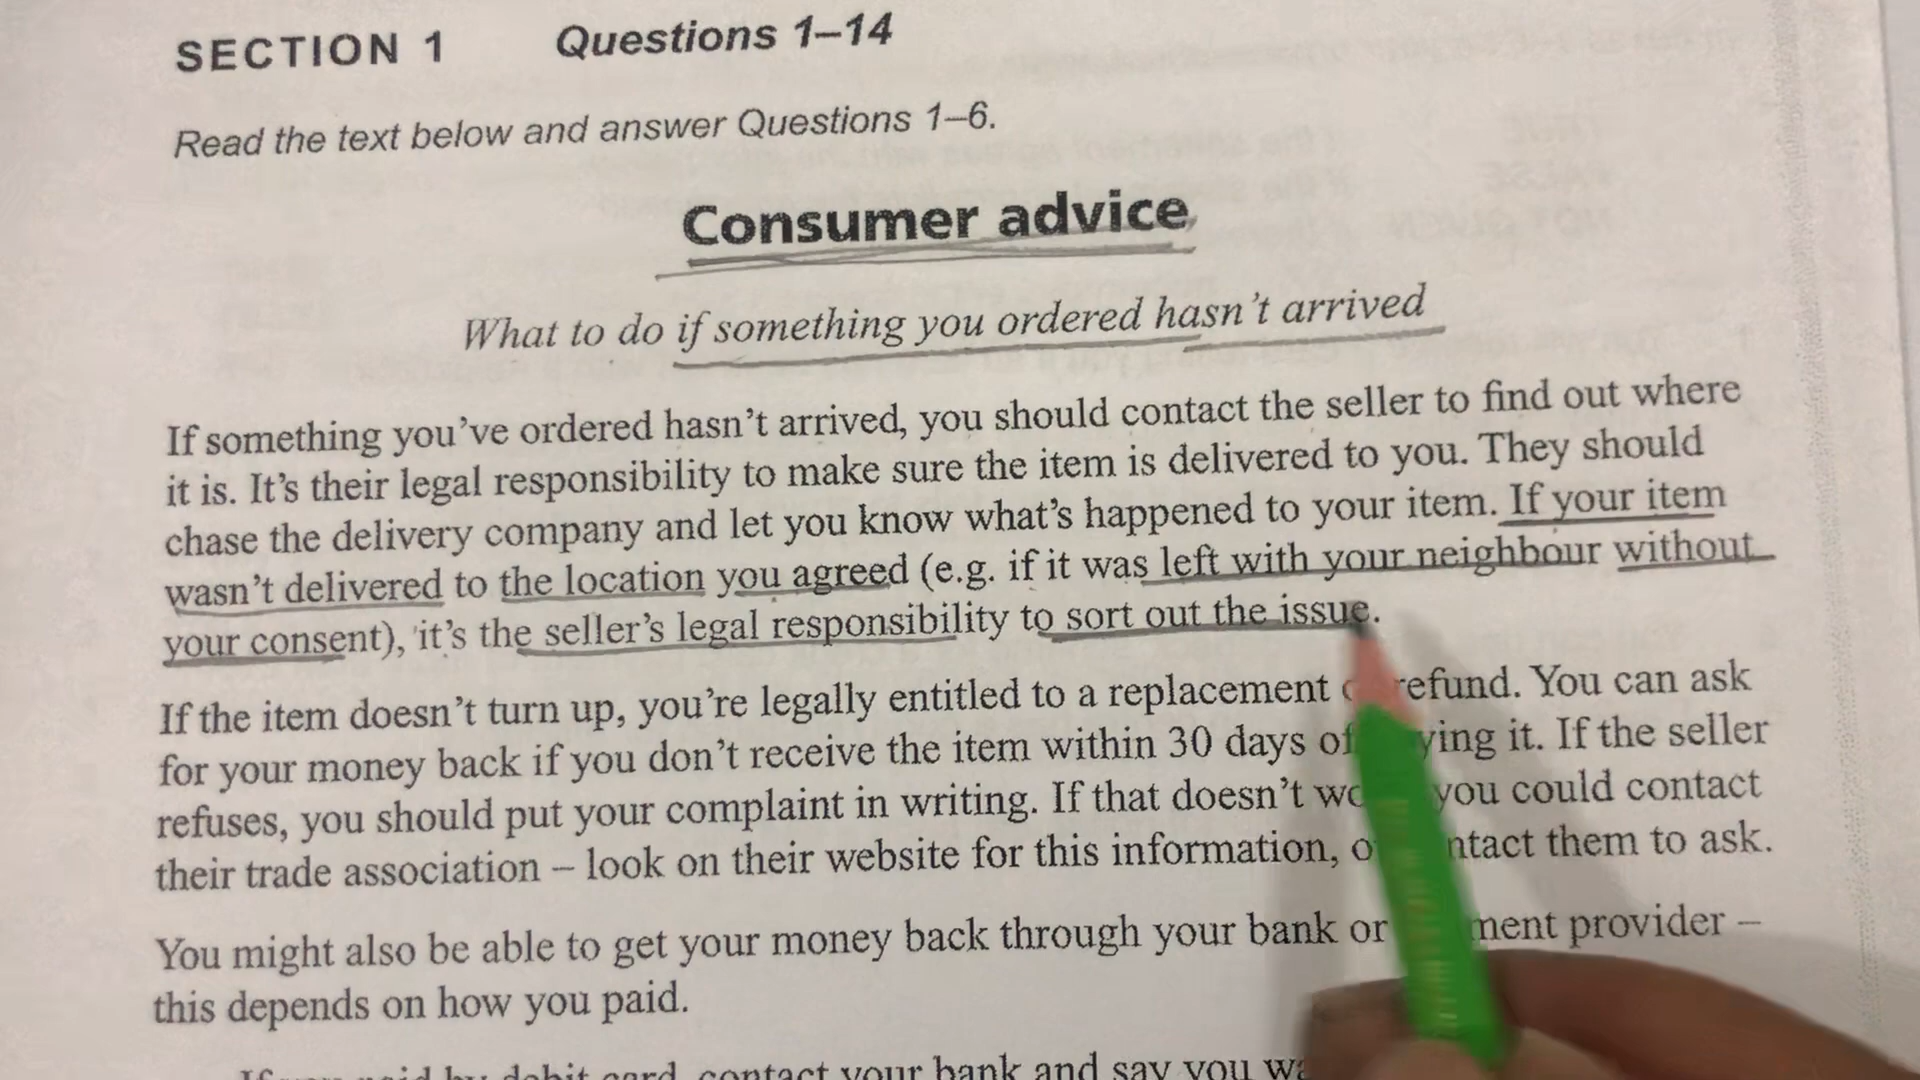 SECTION 1 Questions 1–14
Read the text below and answer Questions 1–6.
Consumer advice
What to do if something you ordered hasn't arrived
If something you've ordered hasn't arrived, you should contact the seller to find out where
it is. It's their legal responsibility to make sure the item is delivered to you. They should
chase the delivery company and let you know what's happened to your item. If your item
wasn't delivered to the location you agreed (e.g. if it was left with your neighbour without
your consent), it's the seller's legal responsibility to sort out the issue.
If the item doesn't turn up, you're legally entitled to a replacement refund. You can ask
for your money back if you don't receive the item within 30 days of it. If the seller
refuses, you should put your complaint in writing. If that doesn't you could contact
their trade association – look on their website for this information, them to ask.
You might also be able to get your money back through your bank or provider –
this depends on how you paid.
debit card, contact your bank and say you